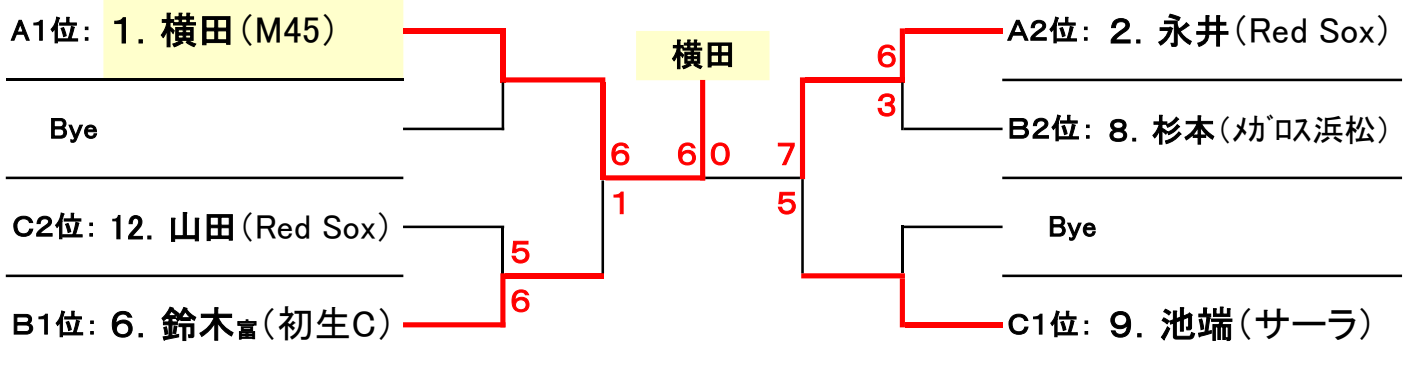 A1位: 1. 横田(M45)
Bye
C2位: 12. 山田(Red Sox)
B1位: 6. 鈴木富(初生C)
5
6
6
1
横田
6 0
7
5
6
3
A2位: 2. 永井(Red Sox)
B2位: 8. 杉本(ﾒｶﾞﾛｽ浜松)
Bye
C1位: 9. 池端(サーラ)